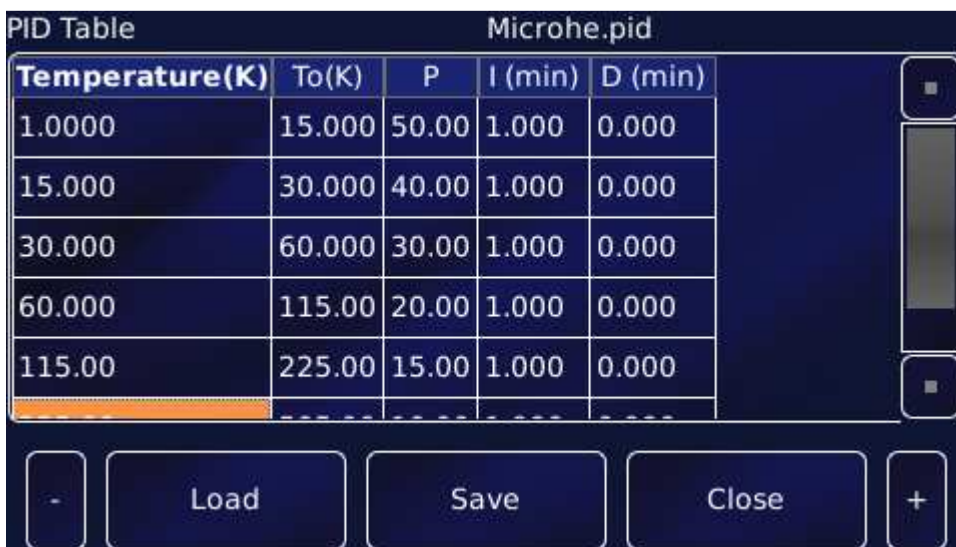 PID Table Microhe.pid
Temperature(K) To(K) P I (min) D (min)
1.0000 15.000 50.00 1.000 0.000
15.000 30.000 40.00 1.000 0.000
30.000 60.000 30.00 1.000 0.000
60.000 115.00 20.00 1.000 0.000
115.00 225.00 15.00 1.000 0.000
- Load Save Close +